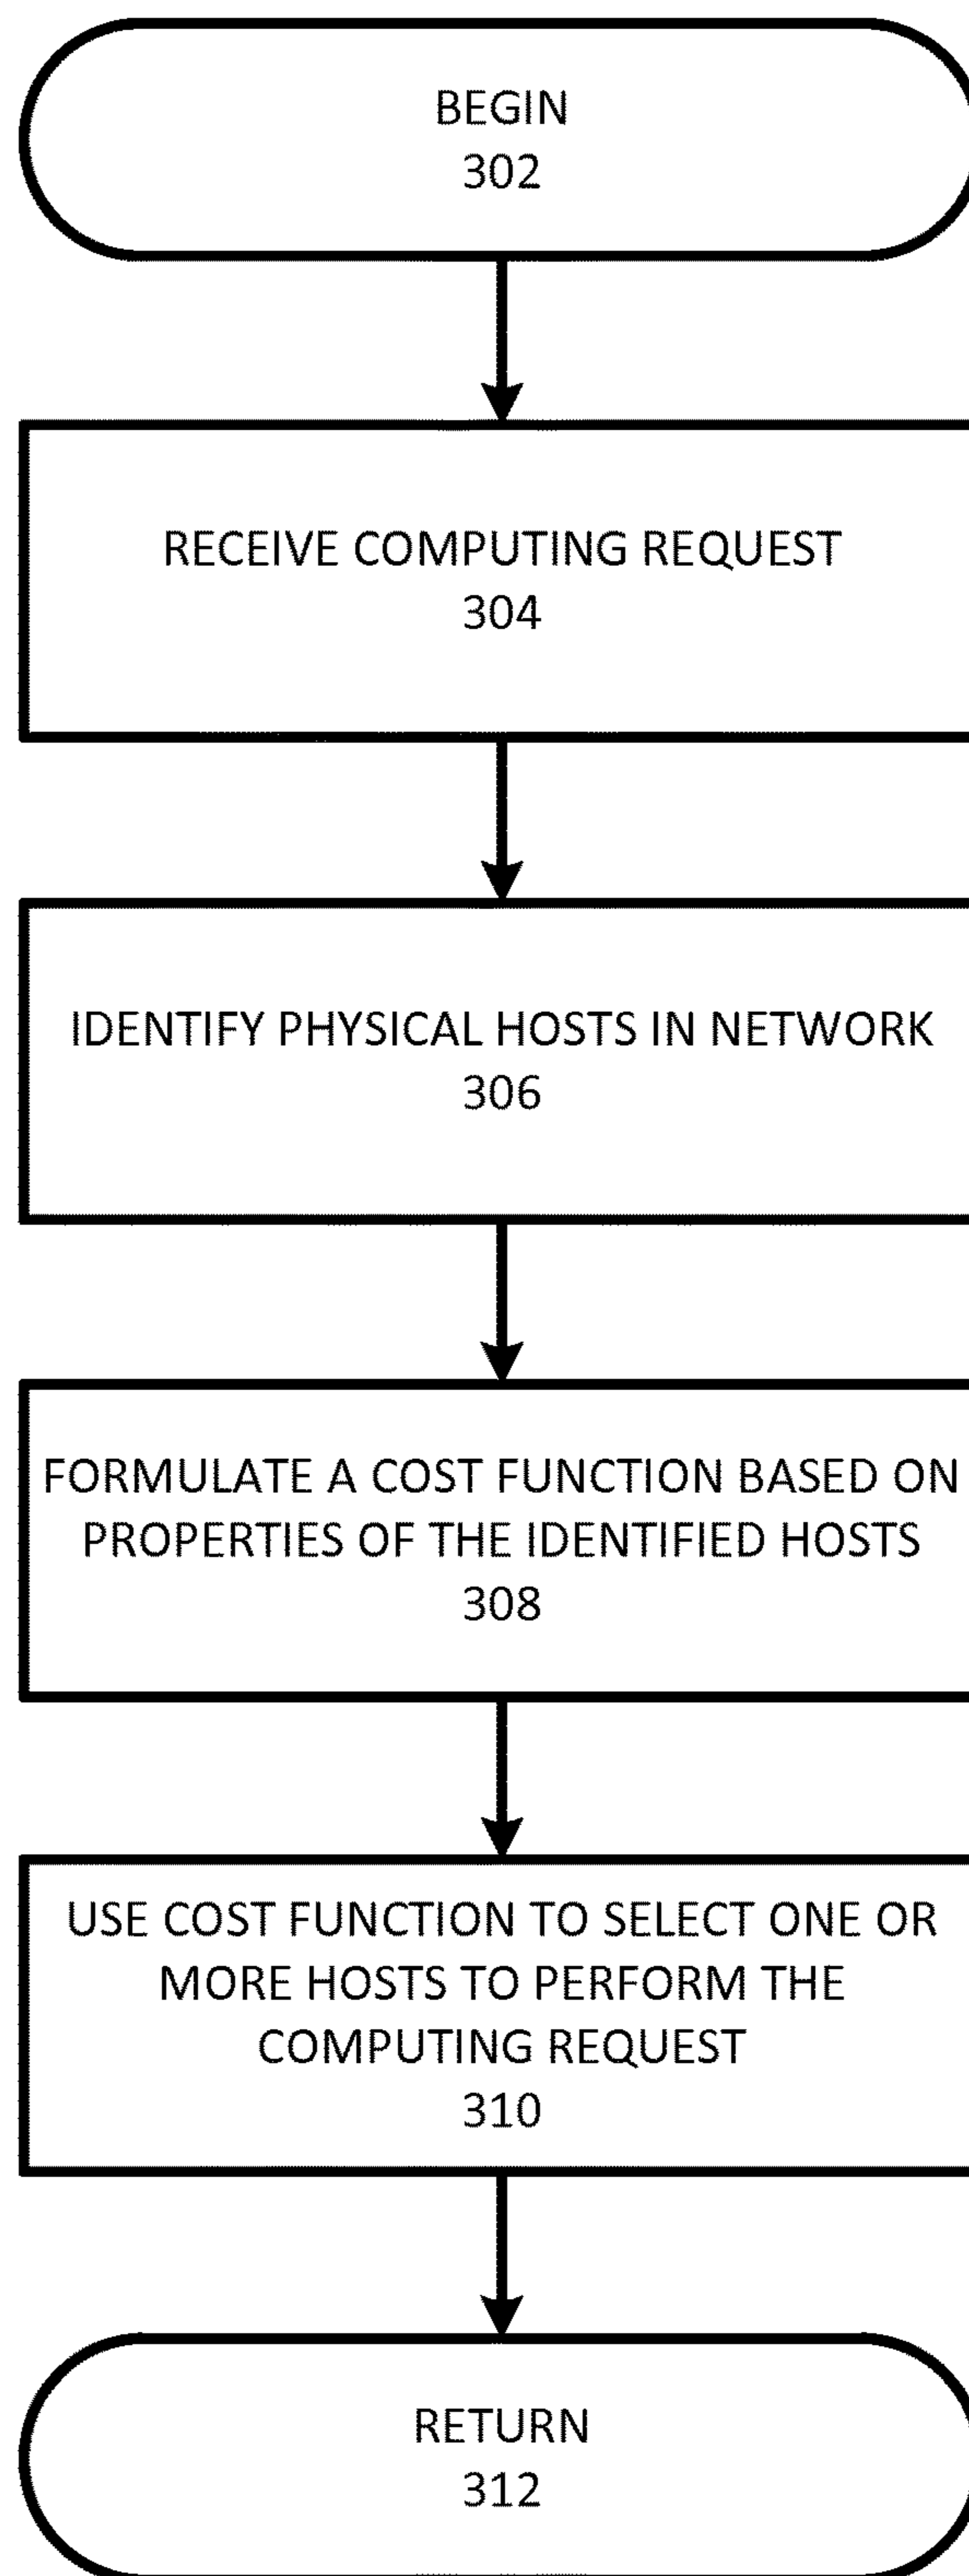 BEGIN
302
RECEIVE COMPUTING REQUEST
304
IDENTIFY PHYSICAL HOSTS IN NETWORK
306
FORMULATE A COST FUNCTION BASED ON
PROPERTIES OF THE IDENTIFIED HOSTS
308
USE COST FUNCTION TO SELECT ONE OR
MORE HOSTS TO PERFORM THE
COMPUTING REQUEST
310
RETURN
312